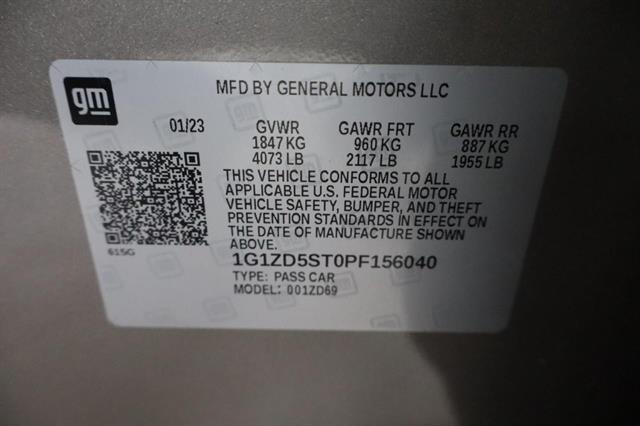 gm
MFD BY GENERAL MOTORS LLC
01/23 GVWR GAWR FRT GAWR RR
1847 KG 960 KG 887 KG
4073 LB 2117 LB 1955 LB
THIS VEHICLE CONFORMS TO ALL
APPLICABLE U.S. FEDERAL MOTOR
VEHICLE SAFETY, BUMPER, AND THEFT
PREVENTION STANDARDS IN EFFECT ON
THE DATE OF MANUFACTURE SHOWN
ABOVE.
615G
1G1ZD5ST0PF156040
TYPE: PASS CAR
MODEL: 001ZD69